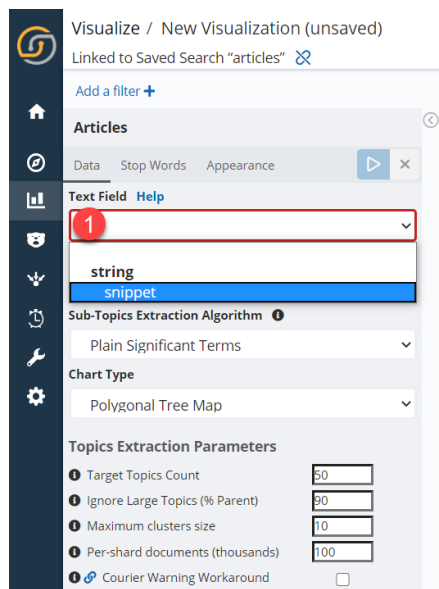 Visualize / New Visualization (unsaved)
Linked to Saved Search “articles”
Add a filter +
Articles
Data Stop Words Appearance
Text Field Help
1
string
snippet
Sub-Topics Extraction Algorithm
Plain Significant Terms
Chart Type
Polygonal Tree Map
Topics Extraction Parameters
Target Topics Count 50
Ignore Large Topics (% Parent) 90
Maximum clusters size 10
Per-shard documents (thousands) 100
Courier Warning Workaround